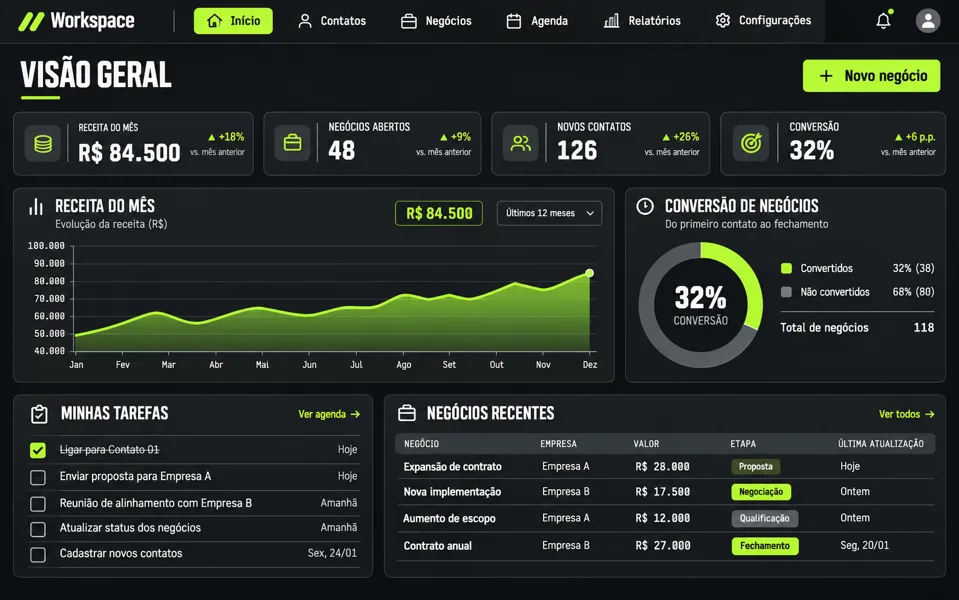 Workspace
Início
Contatos
Negócios
Agenda
Relatórios
Configurações
VISÃO GERAL
+ Novo negócio
RECEITA DO MÊS
R$ 84.500
▲ +18%
vs. mês anterior
NEGÓCIOS ABERTOS
48
▲ +9%
vs. mês anterior
NOVOS CONTATOS
126
▲ +26%
vs. mês anterior
CONVERSÃO
32%
▲ +6 p.p.
vs. mês anterior
RECEITA DO MÊS
Evolução da receita (R$)
R$ 84.500
Últimos 12 meses
100.000
90.000
80.000
70.000
60.000
50.000
40.000
Jan Fev Mar Abr Mai Jun Jul Ago Set Out Nov Dez
CONVERSÃO DE NEGÓCIOS
Do primeiro contato ao fechamento
32%
CONVERSÃO
Convertidos 32% (38)
Não convertidos 68% (80)
Total de negócios 118
MINHAS TAREFAS
Ver agenda →
Ligar para Contato 01 Hoje
Enviar proposta para Empresa A Hoje
Reunião de alinhamento com Empresa B Amanhã
Atualizar status dos negócios Amanhã
Cadastrar novos contatos Sex, 24/01
NEGÓCIOS RECENTES
Ver todos →
NEGÓCIO EMPRESA VALOR ETAPA ÚLTIMA ATUALIZAÇÃO
Expansão de contrato Empresa A R$ 28.000 Proposta Hoje
Nova implementação Empresa B R$ 17.500 Negociação Ontem
Aumento de escopo Empresa A R$ 12.000 Qualificação Ontem
Contrato anual Empresa B R$ 27.000 Fechamento Seg, 20/01